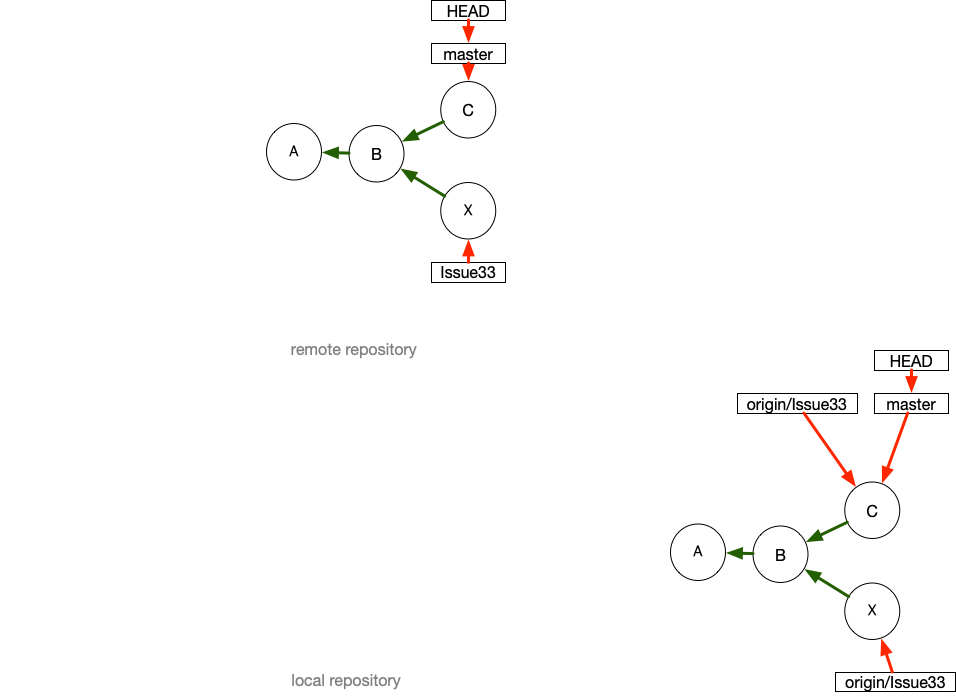 HEAD
master
C
A
B
X
Issue33
remote repository
HEAD
origin/Issue33
master
C
A
B
X
local repository
origin/Issue33